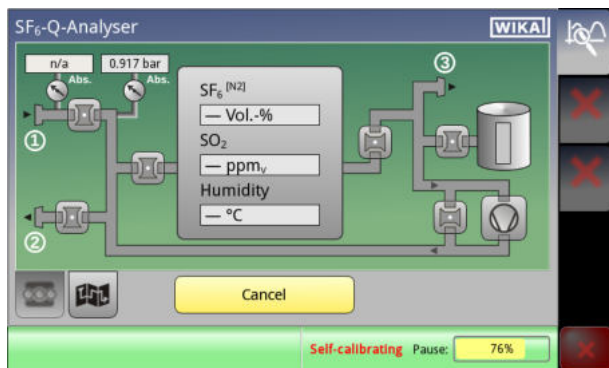 SF₆-Q-Analyser
WIKA
n/a
0.917 bar
Abs.
Abs.
①
②
③
SF₆ [N2]
— Vol.-%
SO₂
— ppmᵥ
Humidity
— °C
Cancel
Self-calibrating Pause: 76%